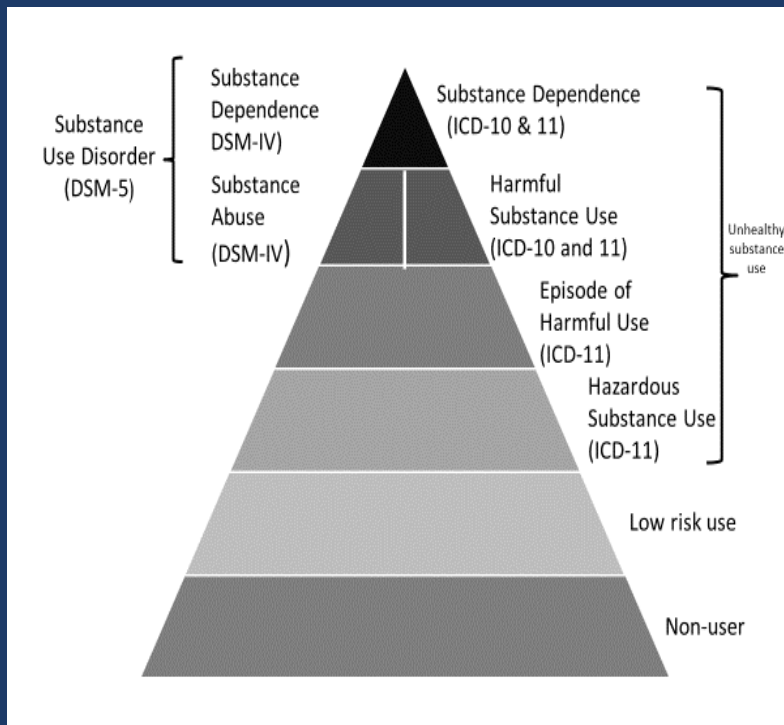 Substance
Use Disorder
(DSM-5)
Substance
Dependence
DSM-IV)
Substance
Abuse
(DSM-IV)
Substance Dependence
(ICD-10 & 11)
Harmful
Substance Use
(ICD-10 and 11)
Episode of
Harmful Use
(ICD-11)
Hazardous
Substance Use
(ICD-11)
Unhealthy
substance
use
Low risk use
Non-user